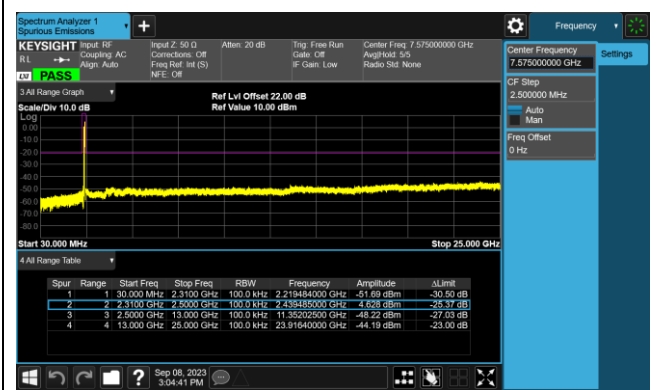 Spectrum Analyzer 1
Spurious Emissions
+
Frequency
KEYSIGHT Input: RF Input Z: 50 Ω Atten: 20 dB Trig: Free Run Center Freq: 7.575000000 GHz
RL Coupling: AC Corrections: Off Gate: Off Avg|Hold: 5/5
Align: Auto Freq Ref: Int (S) IF Gain: Low Radio Std: None
NFE: Off
LXI PASS
Center Frequency
7.575000000 GHz
Settings
CF Step
2.500000 MHz
Auto
Man
Freq Offset
0 Hz
3 All Range Graph
Ref Lvl Offset 22.00 dB
Scale/Div 10.0 dB Ref Value 10.00 dBm
Log
0.00
-10.0
-20.0
-30.0
-40.0
-50.0
-60.0
-70.0
-80.0
Start 30.000 MHz Stop 25.000 GHz
4 All Range Table
Spur Range Start Freq Stop Freq RBW Frequency Amplitude ΔLimit
1 1 30.000 MHz 2.3100 GHz 100.0 kHz 2.219484000 GHz -51.69 dBm -30.50 dB
2 2 2.3100 GHz 2.5000 GHz 100.0 kHz 2.439485000 GHz 4.628 dBm -25.37 dB
3 3 2.5000 GHz 13.000 GHz 100.0 kHz 11.35202500 GHz -48.22 dBm -27.03 dB
4 4 13.000 GHz 25.000 GHz 100.0 kHz 23.91640000 GHz -44.19 dBm -23.00 dB
?
Sep 08, 2023
3:04:41 PM